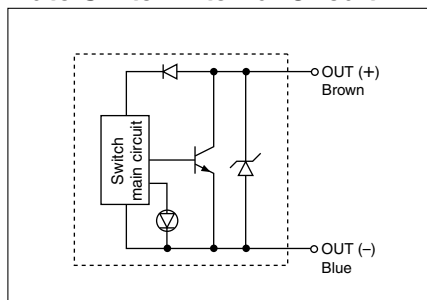 OUT (+)
Brown
Switch
main circuit
OUT (–)
Blue